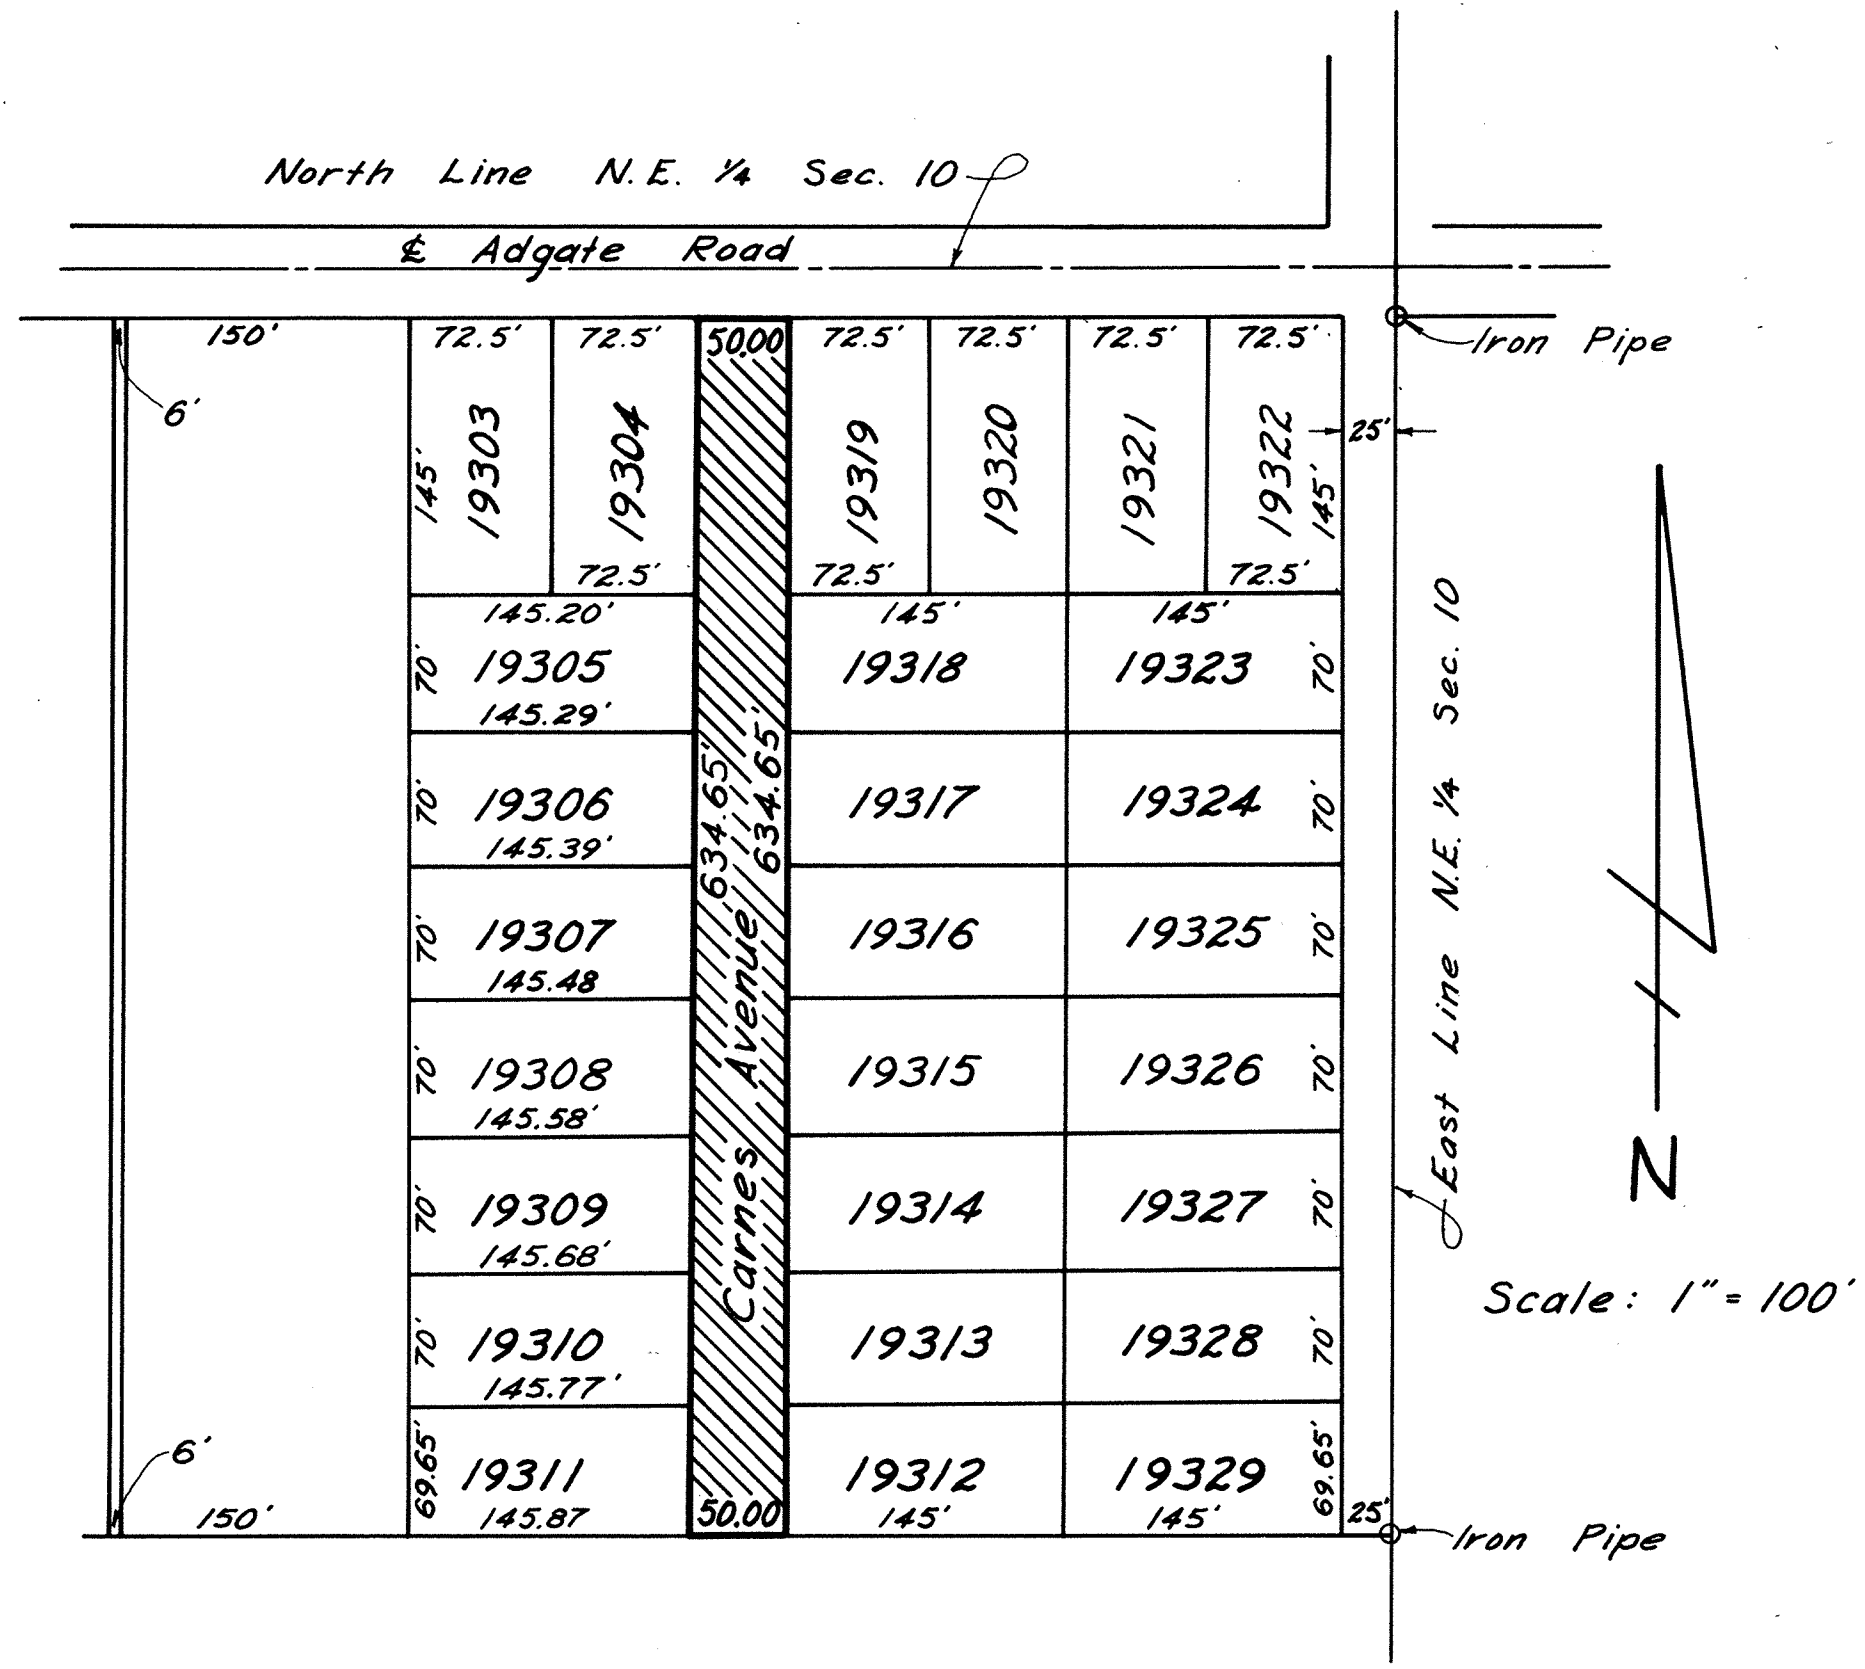 North Line N.E. ¼ Sec. 10
℄ Adgate Road
150' 72.5' 72.5' 50.00 72.5' 72.5' 72.5' 72.5'
Iron Pipe
6'
25'
145' 19303 19304 19319 19320 19321 19322 145'
72.5' 72.5' 72.5'
145.20' 145' 145'
70' 19305 19318 19323 70'
145.29'
634.65' 634.65'
70' 19306 19317 19324 70'
145.39'
70' 19307 19316 19325 70'
145.48
Carnes Avenue
East Line N.E. ¼ Sec. 10
70' 19308 19315 19326 70'
145.58'
N
70' 19309 19314 19327 70'
145.68'
Scale: 1" = 100'
70' 19310 19313 19328 70'
145.77'
6'
69.65' 19311 19312 19329 69.65'
150' 145.87 50.00 145' 145' 25'
Iron Pipe